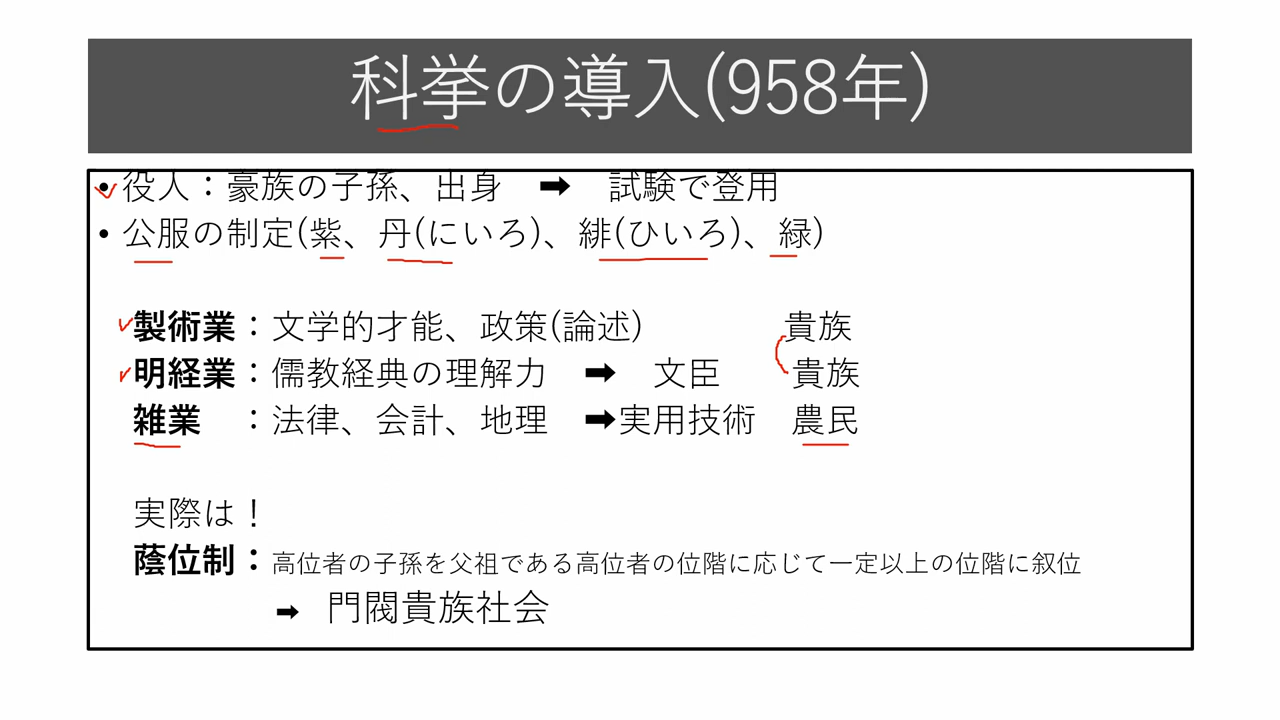 科挙の導入(958年)
• 役人：豪族の子孫、出身 ➡ 試験で登用
• 公服の制定(紫、丹(にいろ)、緋(ひいろ)、緑)
製術業：文学的才能、政策(論述) 貴族
明経業：儒教経典の理解力 ➡ 文臣 貴族
雑業 ：法律、会計、地理 ➡実用技術 農民
実際は！
蔭位制：高位者の子孫を父祖である高位者の位階に応じて一定以上の位階に叙位
➡ 門閥貴族社会